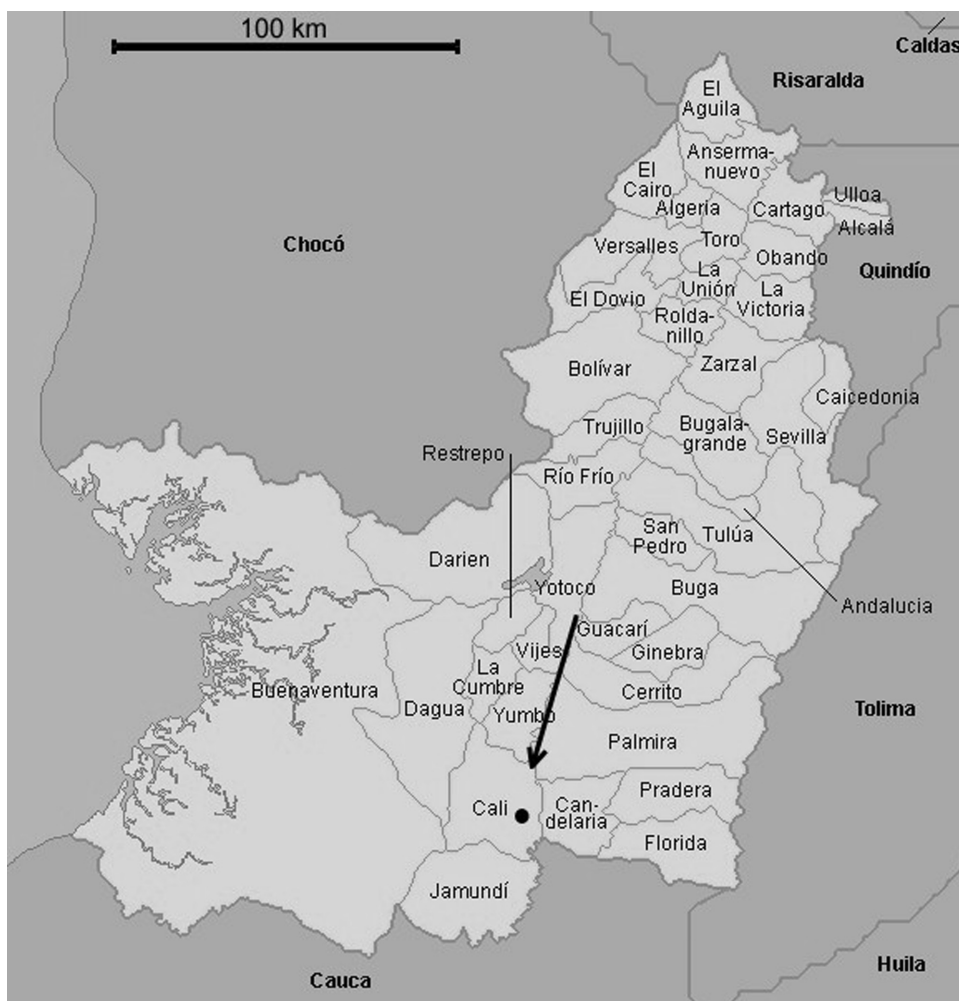 100 km
Caldas
Risaralda
El
Aguila
Anserma-
nuevo
El
Cairo
Ulloa
Algeria
Cartago
Alcalá
Chocó
Versalles
Toro
Obando
Quindío
La
Unión
El Dovio
La
Victoria
Rolda-
nillo
Bolívar
Zarzal
Caicedonia
Trujillo
Bugala-
grande
Sevilla
Restrepo
Río Frío
San
Pedro
Tulúa
Darien
Yotoco
Buga
Andalucia
Guacarí
Vijes
Ginebra
La
Cumbre
Buenaventura
Cerrito
Dagua
Yumbo
Tolima
Palmira
Pradera
Cali
Can-
delaria
Florida
Jamundí
Huila
Cauca